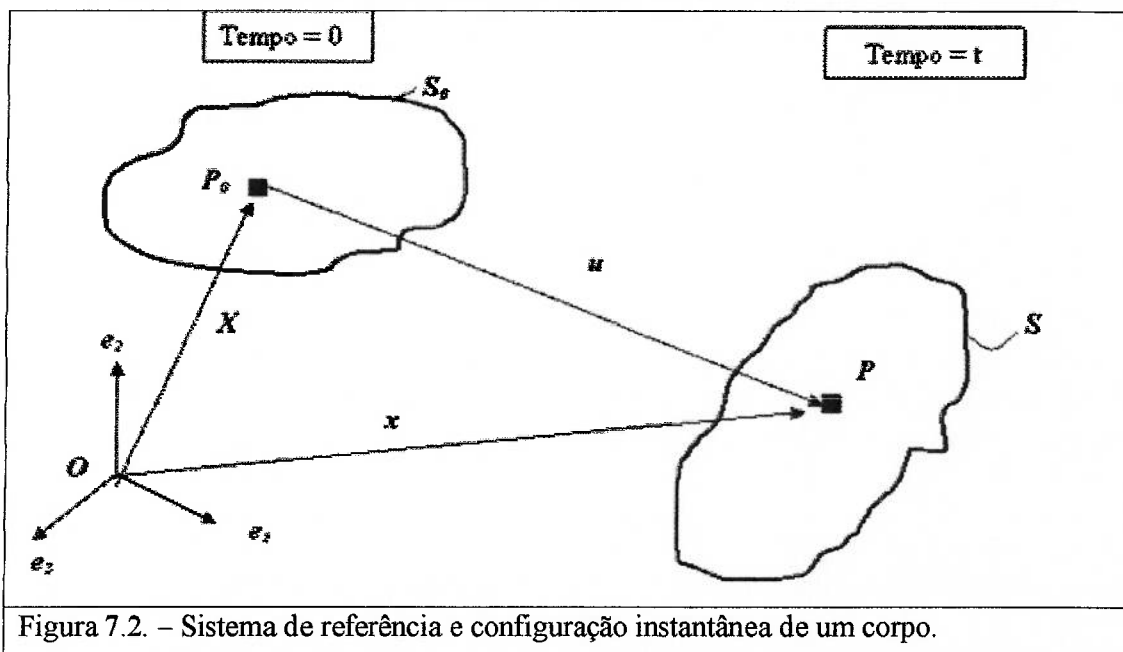 Tempo = 0
Tempo = t
S₀
P₀
u
X
S
e₂
P
x
O
e₁
e₃
Figura 7.2. – Sistema de referência e configuração instantânea de um corpo.